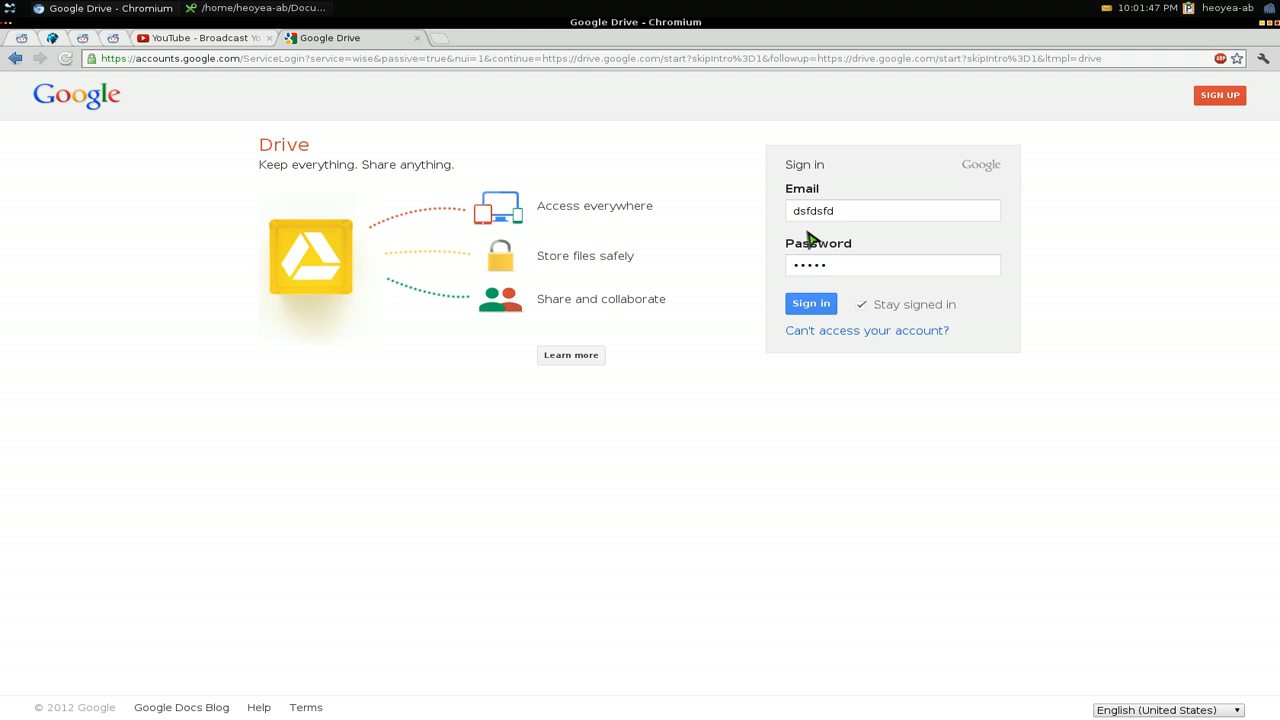 Google Drive - Chromium
/home/heoyea-ab/Docu...
10:01:47 PM
heoyea-ab
Google Drive - Chromium
YouTube - Broadcast Yo
Google Drive
https://accounts.google.com/ServiceLogin?service=wise&passive=true&nui=1&continue=https://drive.google.com/start?skipIntro%3D1&followup=https://drive.google.com/start?skipIntro%3D1&ltmpl=drive
ABP
Google
SIGN UP
Drive
Keep everything. Share anything.
Access everywhere
Store files safely
Share and collaborate
Learn more
Sign in
Google
Email
dsfdsfd
Password
•••••
Sign in
Stay signed in
Can't access your account?
© 2012 Google
Google Docs Blog
Help
Terms
English (United States)